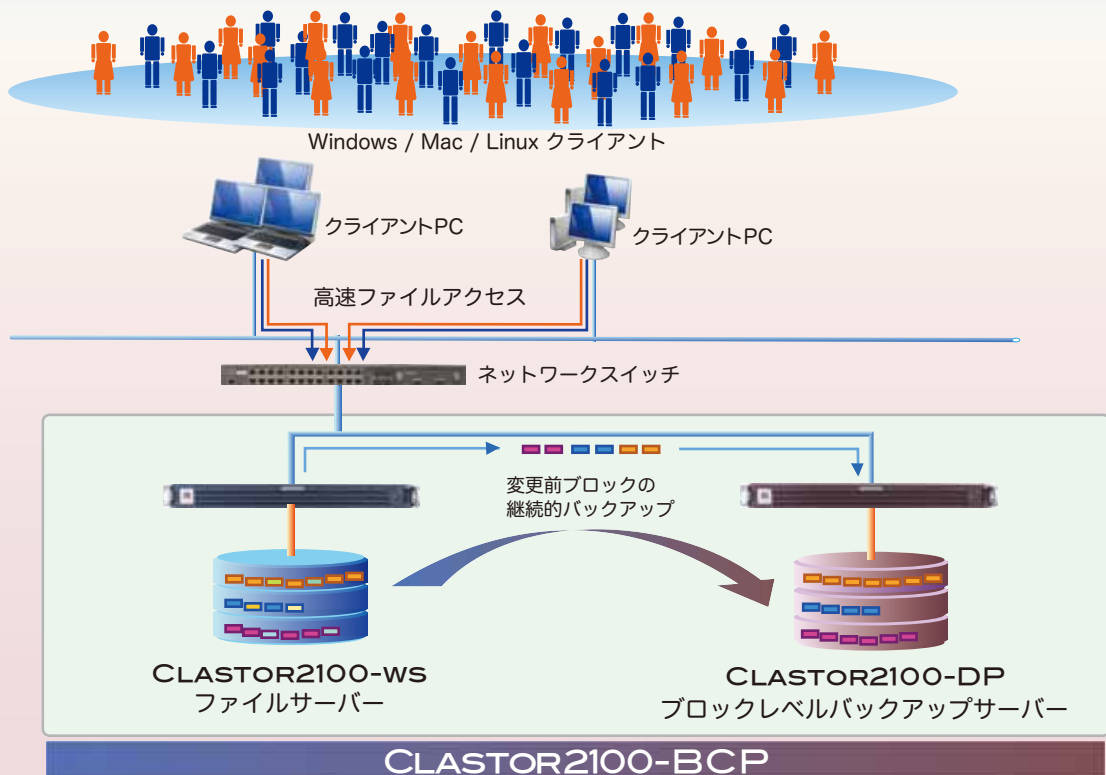 Windows / Mac / Linux クライアント
クライアントPC
クライアントPC
高速ファイルアクセス
ネットワークスイッチ
変更前ブロックの
継続的バックアップ
CLASTOR2100-WS
ファイルサーバー
CLASTOR2100-DP
ブロックレベルバックアップサーバー
CLASTOR2100-BCP